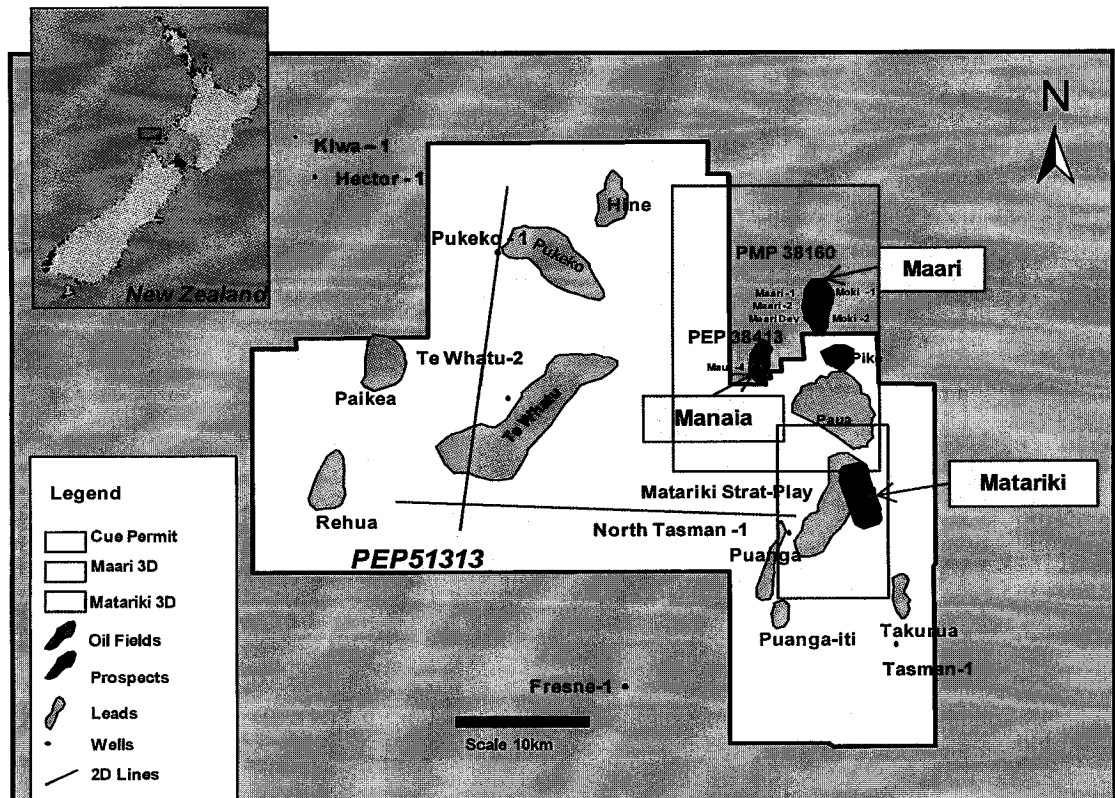 New Zealand
N
Kiwa - 1
Hector - 1
Hine
Pukeko - 1
Pukeko
PMP 38160
Maari
Maari -1
Maari -2
Maari Dev
Moki -1
Moki -2
PEP 38413
Pike
Te Whatu-2
Paikea
Te Whatu
Manaia
Paua
Rehua
Matariki Strat-Play
Matariki
North Tasman -1
Puanga
PEP51313
Puanga-iti
Takurua
Tasman-1
Fresne-1
Scale 10km
Legend
Cue Permit
Maari 3D
Matariki 3D
Oil Fields
Prospects
Leads
Wells
2D Lines